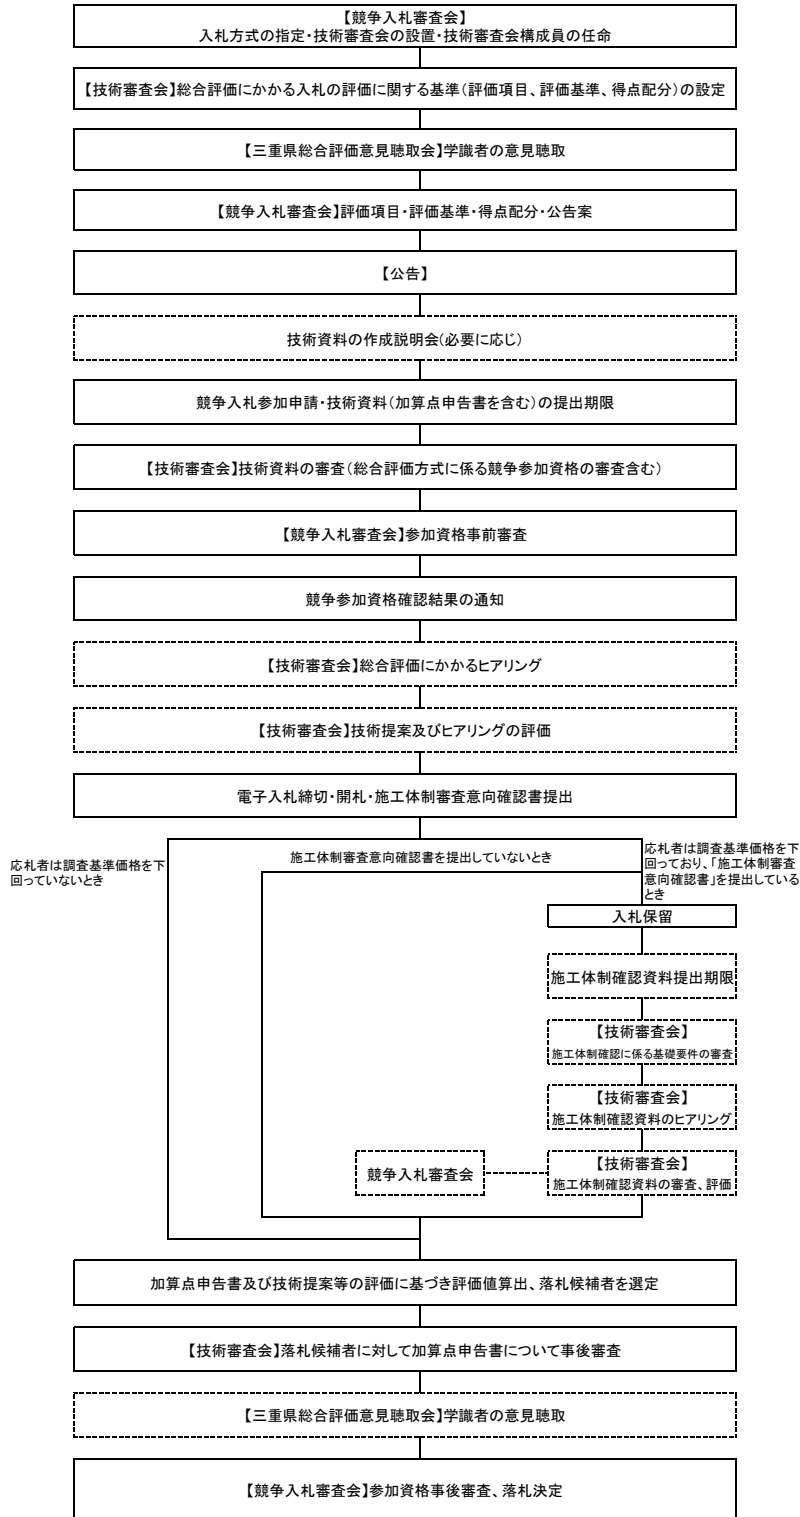 【競争入札審査会】
入札方式の指定・技術審査会の設置・技術審査会構成員の任命
【技術審査会】総合評価にかかる入札の評価に関する基準（評価項目、評価基準、得点配分）の設定
【三重県総合評価意見聴取会】学識者の意見聴取
【競争入札審査会】評価項目・評価基準・得点配分・公告案
【公告】
技術資料の作成説明会(必要に応じ)
競争入札参加申請・技術資料（加算点申告書を含む）の提出期限
【技術審査会】技術資料の審査（総合評価方式に係る競争参加資格の審査含む）
【競争入札審査会】参加資格事前審査
競争参加資格確認結果の通知
【技術審査会】総合評価にかかるヒアリング
【技術審査会】技術提案及びヒアリングの評価
電子入札締切・開札・施工体制審査意向確認書提出
応札者は調査基準価格を下
回っていないとき
施工体制審査意向確認書を提出していないとき
応札者は調査基準価格を下
回っており、「施工体制審査
意向確認書」を提出している
とき
入札保留
施工体制確認資料提出期限
【技術審査会】
施工体制確認に係る基礎要件の審査
【技術審査会】
施工体制確認資料のヒアリング
競争入札審査会
【技術審査会】
施工体制確認資料の審査、評価
加算点申告書及び技術提案等の評価に基づき評価値算出、落札候補者を選定
【技術審査会】落札候補者に対して加算点申告書について事後審査
【三重県総合評価意見聴取会】学識者の意見聴取
【競争入札審査会】参加資格事後審査、落札決定